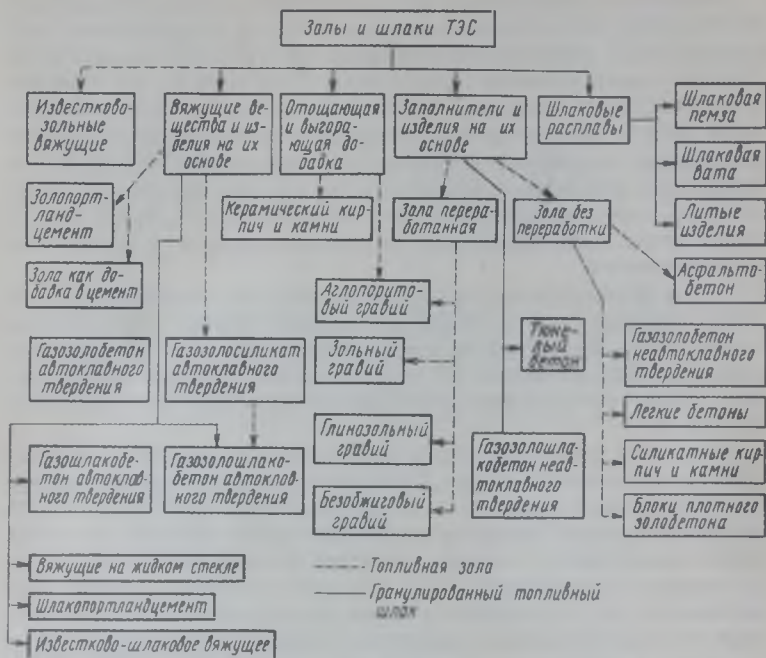 Золы и шлаки ТЭС
Известково-
зольные
вяжущие
Вяжущие ве-
щества и из-
делия на их
основе
Отощающая
и выгораю-
ющая до-
бавка
Заполнители и
изделия на их
основе
Шлаковые
расплавы
Шлаковая
пемза
Шлаковая
вата
Литые
изделия
Золопорт-
ланд-
цемент
Керамический кир-
пич и камни
Зола перера-
ботанная
Зола без
переработки
Зола как до-
бавка в цемент
Асфальто-
бетон
Аглопорито-
вый гравий
Газозолобетон
автоклавного
твердения
Газозолосиликат
автоклавного
твердения
Зольный
гравий
Тяже-
лый
бетон
Газозолобетон
неавтоклавного
твердения
Легкие бетоны
Глинозольный
гравий
Газошлакобе-
тон автоклав-
ного твердения
Газозолошлако-
бетон автоклав-
ного твердения
Газозолошла-
кобетон неав-
токлавного
твердения
Силикатные кир-
пич и камни
Безобжиговый
гравий
Блоки плотного
золобетона
Вяжущие на жидком стекле
Шлакопортландцемент
Известково-шлаковое вяжущее
- Топливная зола
- Гранулированный топливный
шлак